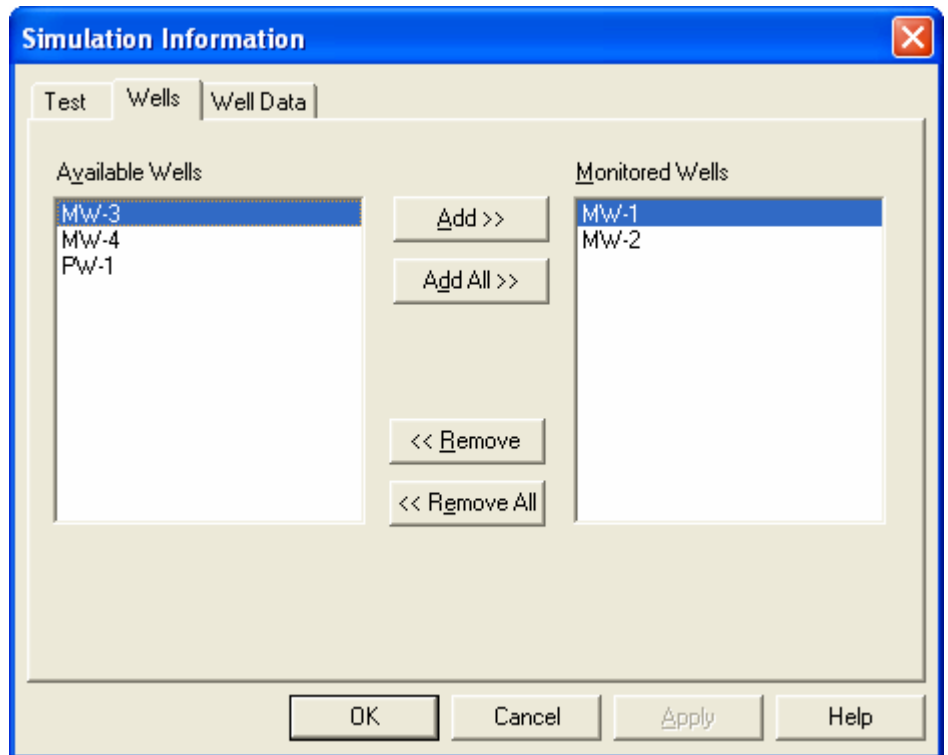 Simulation Information
Test Wells Well Data
Available Wells
MW-3
MW-4
PW-1
Add >>
Add All >>
<< Remove
<< Remove All
Monitored Wells
MW-1
MW-2
OK Cancel Apply Help